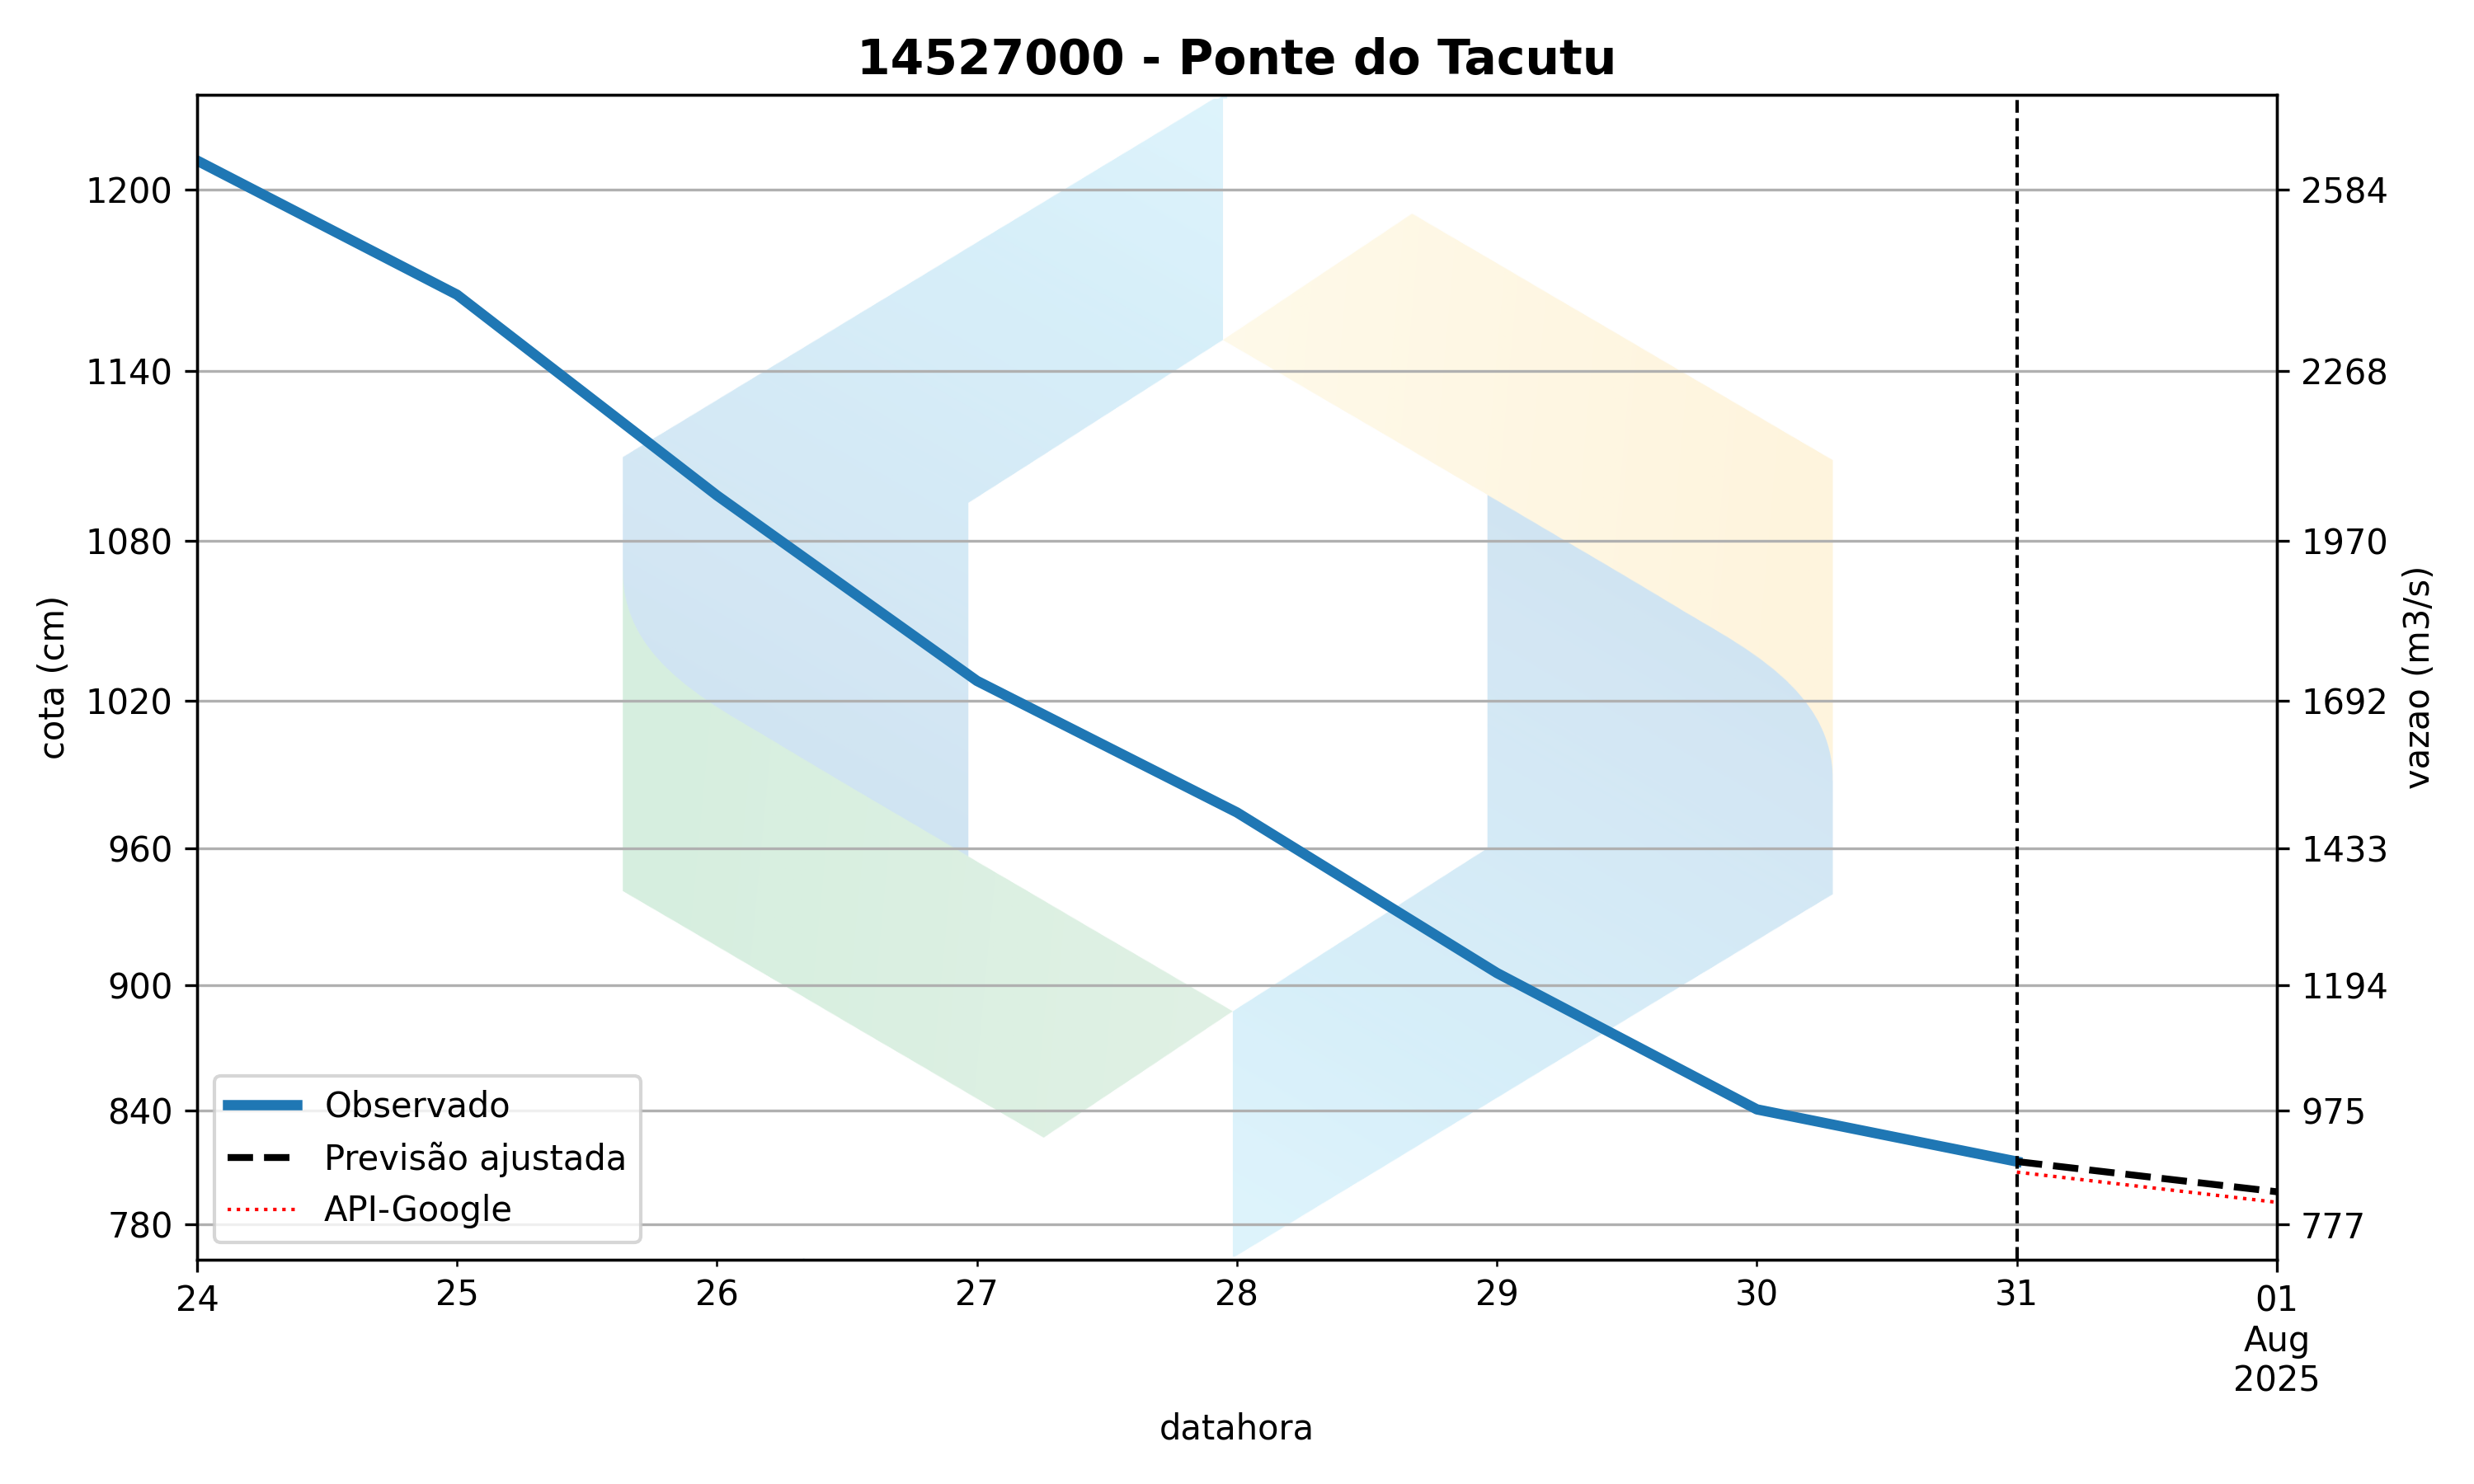 14527000 - Ponte do Tacutu
cota (cm)
1200
1140
1080
1020
960
900
840
780
2584
2268
1970
1692
1433
1194
975
777
vazao (m3/s)
Observado
Previsão ajustada
API-Google
24 25 26 27 28 29 30 31 01
Aug
2025
datahora